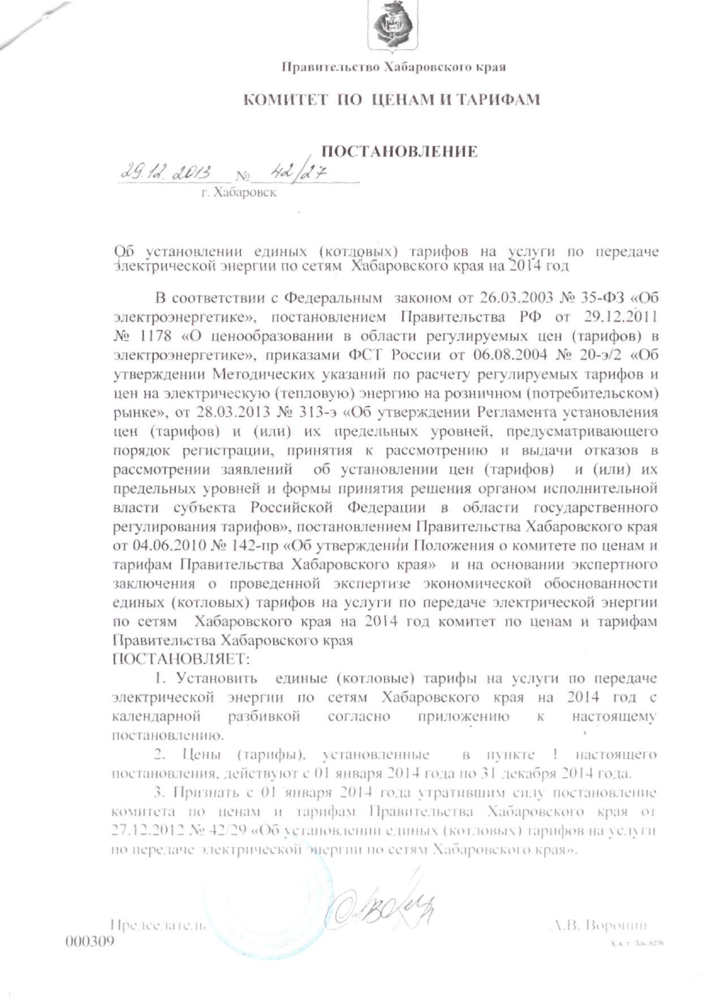 Правительство Хабаровского края
КОМИТЕТ ПО ЦЕНАМ И ТАРИФАМ
ПОСТАНОВЛЕНИЕ
29.12.2013 № 42/27
г. Хабаровск
Об установлении единых (котловых) тарифов на услуги по передаче
электрической энергии по сетям Хабаровского края на 2014 год
В соответствии с Федеральным законом от 26.03.2003 № 35-ФЗ «Об
электроэнергетике», постановлением Правительства РФ от 29.12.2011
№ 1178 «О ценообразовании в области регулируемых цен (тарифов) в
электроэнергетике», приказами ФСТ России от 06.08.2004 № 20-э/2 «Об
утверждении Методических указаний по расчету регулируемых тарифов и
цен на электрическую (тепловую) энергию на розничном (потребительском)
рынке», от 28.03.2013 № 313-э «Об утверждении Регламента установления
цен (тарифов) и (или) их предельных уровней, предусматривающего
порядок регистрации, принятия к рассмотрению и выдачи отказов в
рассмотрении заявлений об установлении цен (тарифов) и (или) их
предельных уровней и формы принятия решения органом исполнительной
власти субъекта Российской Федерации в области государственного
регулирования тарифов», постановлением Правительства Хабаровского края
от 04.06.2010 № 142-пр «Об утверждении Положения о комитете по ценам и
тарифам Правительства Хабаровского края» и на основании экспертного
заключения о проведенной экспертизе экономической обоснованности
единых (котловых) тарифов на услуги по передаче электрической энергии
по сетям Хабаровского края на 2014 год комитет по ценам и тарифам
Правительства Хабаровского края
ПОСТАНОВЛЯЕТ:
1. Установить единые (котловые) тарифы на услуги по передаче
электрической энергии по сетям Хабаровского края на 2014 год с
календарной разбивкой согласно приложению к настоящему
постановлению.
2. Цены (тарифы), установленные в пункте 1 настоящего
постановления, действуют с 01 января 2014 года по 31 декабря 2014 года.
3. Признать с 01 января 2014 года утратившим силу постановление
комитета по ценам и тарифам Правительства Хабаровского края от
27.12.2012 № 42/29 «Об установлении единых (котловых) тарифов на услуги
по передаче электрической энергии по сетям Хабаровского края».
Председатель А.В. Воронин
000309
Х. к. т. Зак. 6256